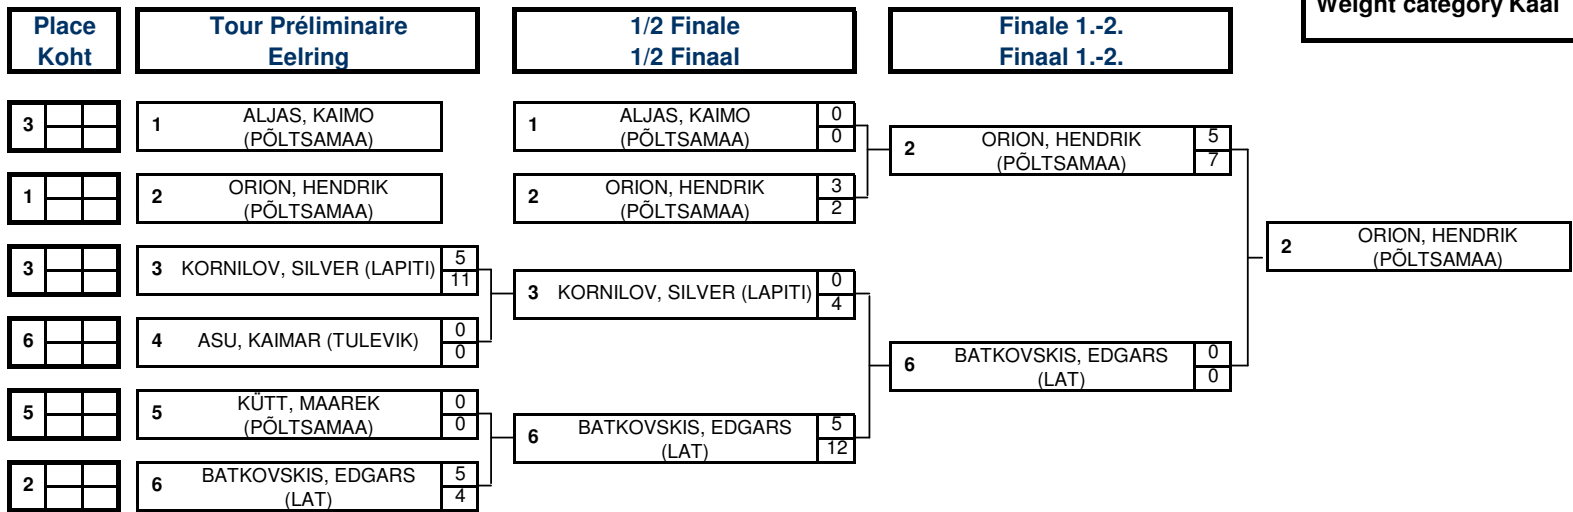 Weight category Kaal
Place
Koht
Tour Préliminaire
Eelring
1/2 Finale
1/2 Finaal
Finale 1.-2.
Finaal 1.-2.
3
1 ALJAS, KAIMO
(PÕLTSAMAA)
1
2 ORION, HENDRIK
(PÕLTSAMAA)
3
3 KORNILOV, SILVER (LAPITI) 5
11
6
4 ASU, KAIMAR (TULEVIK) 0
0
5
5 KÜTT, MAAREK 0
(PÕLTSAMAA) 0
2
6 BATKOVSKIS, EDGARS 5
(LAT) 4
1 ALJAS, KAIMO 0
(PÕLTSAMAA) 0
2 ORION, HENDRIK 3
(PÕLTSAMAA) 2
3 KORNILOV, SILVER (LAPITI) 0
4
6 BATKOVSKIS, EDGARS 5
(LAT) 12
2 ORION, HENDRIK 5
(PÕLTSAMAA) 7
6 BATKOVSKIS, EDGARS 0
(LAT) 0
2 ORION, HENDRIK
(PÕLTSAMAA)